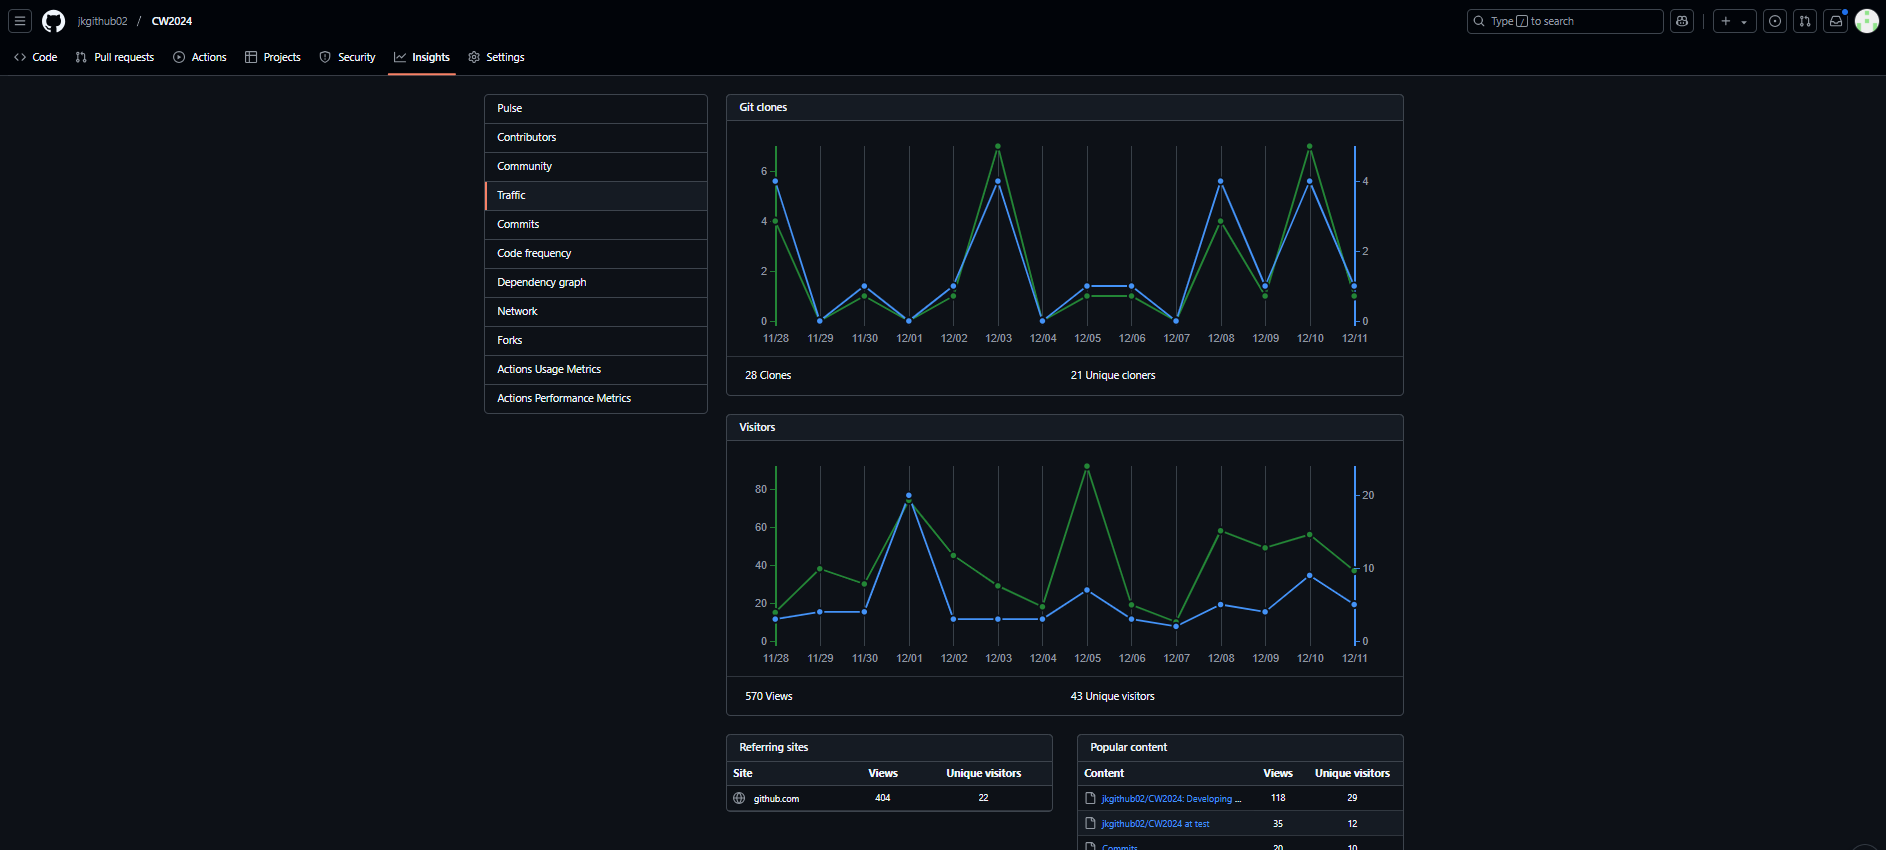 jkgithub02 / CW2024
Type / to search
Code Pull requests Actions Projects Security Insights Settings
Pulse
Contributors
Community
Traffic
Commits
Code frequency
Dependency graph
Network
Forks
Actions Usage Metrics
Actions Performance Metrics
Git clones
6
4
2
0
4
2
0
11/28 11/29 11/30 12/01 12/02 12/03 12/04 12/05 12/06 12/07 12/08 12/09 12/10 12/11
28 Clones 21 Unique cloners
Visitors
80
60
40
20
0
20
10
0
11/28 11/29 11/30 12/01 12/02 12/03 12/04 12/05 12/06 12/07 12/08 12/09 12/10 12/11
570 Views 43 Unique visitors
Referring sites
Site Views Unique visitors
github.com 404 22
Popular content
Content Views Unique visitors
jkgithub02/CW2024: Developing ... 118 29
jkgithub02/CW2024 at test 35 12
Commits 20 10